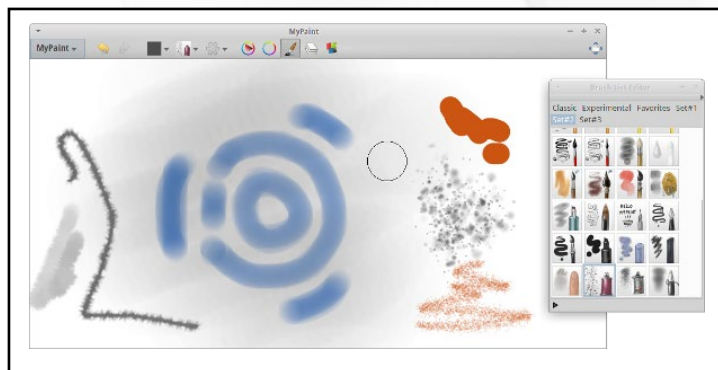 MyPaint
MyPaint
Brush List Editor
Classic Experimental Favorites Set#1
Set#2 Set#3